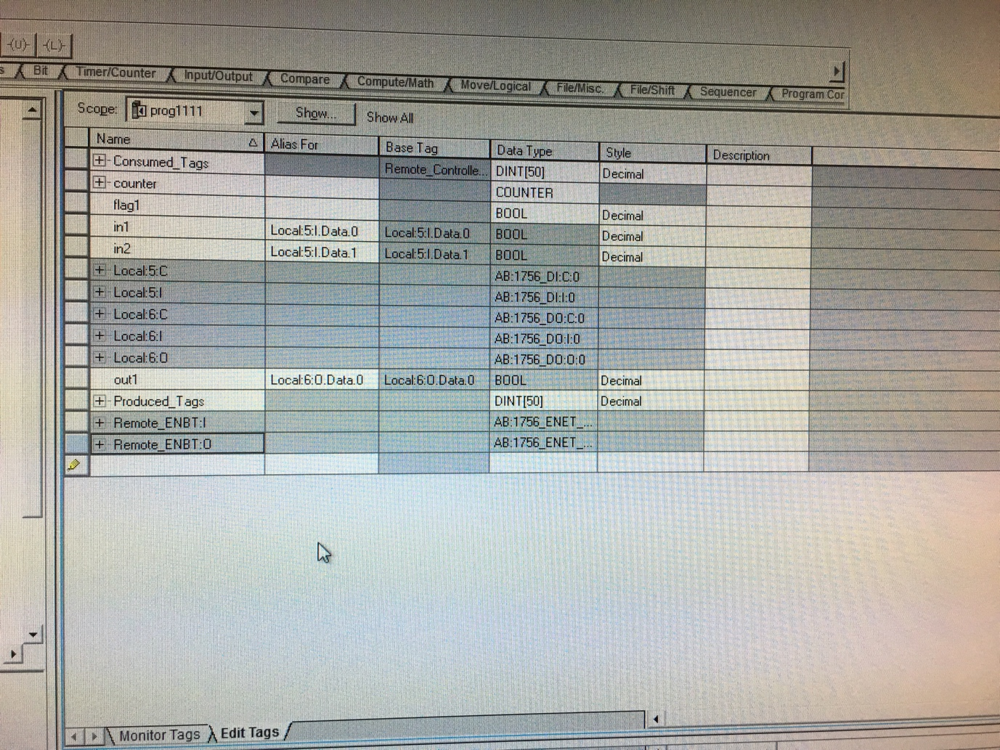 -(U)- -(L)-
s Bit Timer/Counter Input/Output Compare Compute/Math Move/Logical File/Misc. File/Shift Sequencer Program Cor
Scope: prog1111 Show... Show All
Name Alias For Base Tag Data Type Style Description
Consumed_Tags Remote_Controlle... DINT[50] Decimal
counter COUNTER
flag1 BOOL Decimal
in1 Local:5:I.Data.0 Local:5:I.Data.0 BOOL Decimal
in2 Local:5:I.Data.1 Local:5:I.Data.1 BOOL Decimal
Local:5:C AB:1756_DI:C:0
Local:5:I AB:1756_DI:I:0
Local:6:C AB:1756_DO:C:0
Local:6:I AB:1756_DO:I:0
Local:6:O AB:1756_DO:O:0
out1 Local:6:O.Data.0 Local:6:O.Data.0 BOOL Decimal
Produced_Tags DINT[50] Decimal
Remote_ENBT:I AB:1756_ENET_...
Remote_ENBT:O AB:1756_ENET_...
Monitor Tags Edit Tags